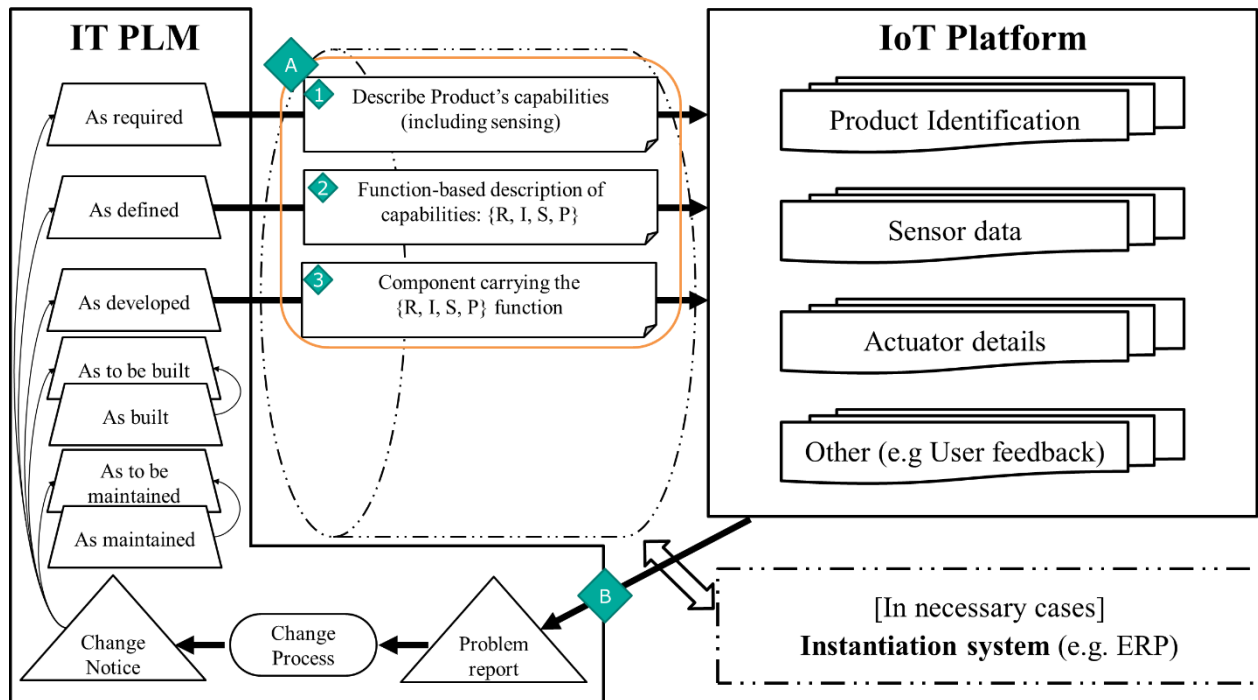 IT PLM
As required
As defined
As developed
As to be built
As built
As to be
maintained
As maintained
Change
Notice
Change
Process
Problem
report
A
1
Describe Product's capabilities
(including sensing)
2
Function-based description of
capabilities: {R, I, S, P}
3
Component carrying the
{R, I, S, P} function
B
IoT Platform
Product Identification
Sensor data
Actuator details
Other (e.g User feedback)
[In necessary cases]
Instantiation system (e.g. ERP)